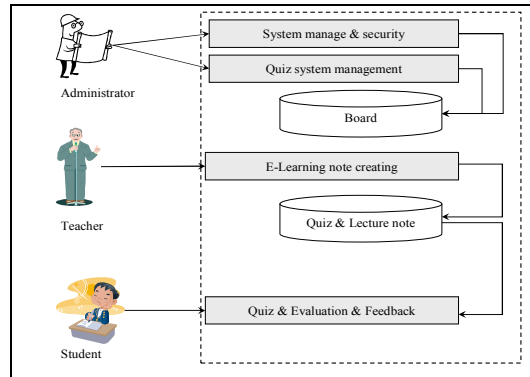 System manage & security
Quiz system management
Administrator
Board
E-Learning note creating
Teacher
Quiz & Lecture note
Quiz & Evaluation & Feedback
Student